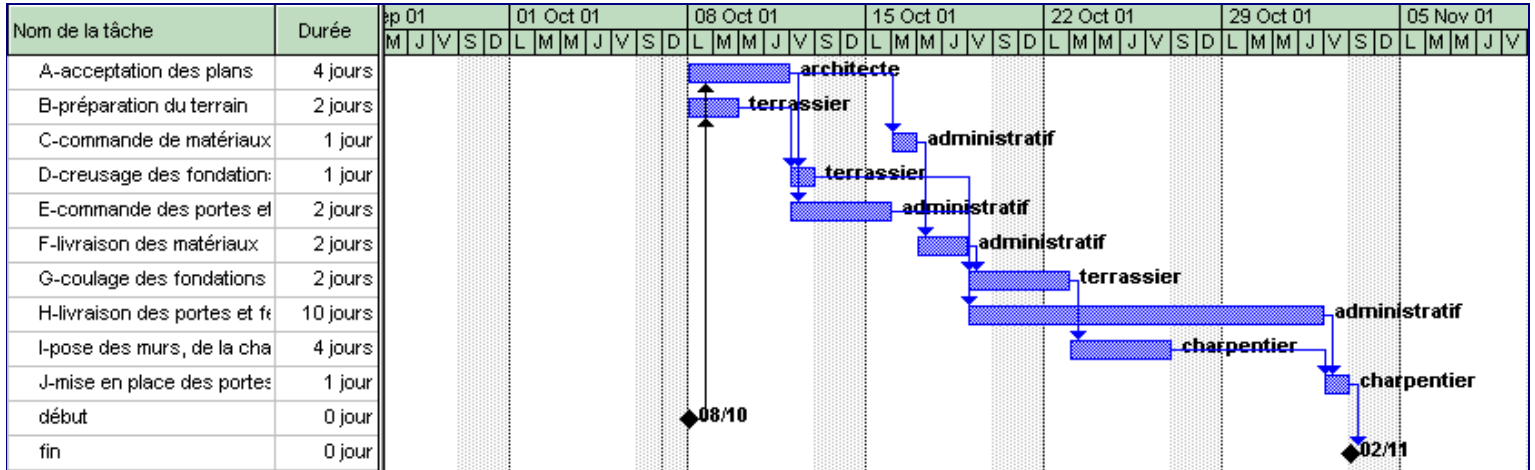 Nom de la tâche Durée ep 01 01 Oct 01 08 Oct 01 15 Oct 01 22 Oct 01 29 Oct 01 05 Nov 01
M J V S D L M M J V S D L M M J V S D L M M J V S D L M M J V S D L M M J V S D L M M J V
A-acceptation des plans 4 jours architecte
B-préparation du terrain 2 jours terrassier
C-commande de matériaux 1 jour administratif
D-creusage des fondations 1 jour terrassier
E-commande des portes et 2 jours administratif
F-livraison des matériaux 2 jours administratif
G-coulage des fondations 2 jours terrassier
H-livraison des portes et fe 10 jours administratif
I-pose des murs, de la cha 4 jours charpentier
J-mise en place des portes 1 jour charpentier
début 0 jour 08/10
fin 0 jour 02/11